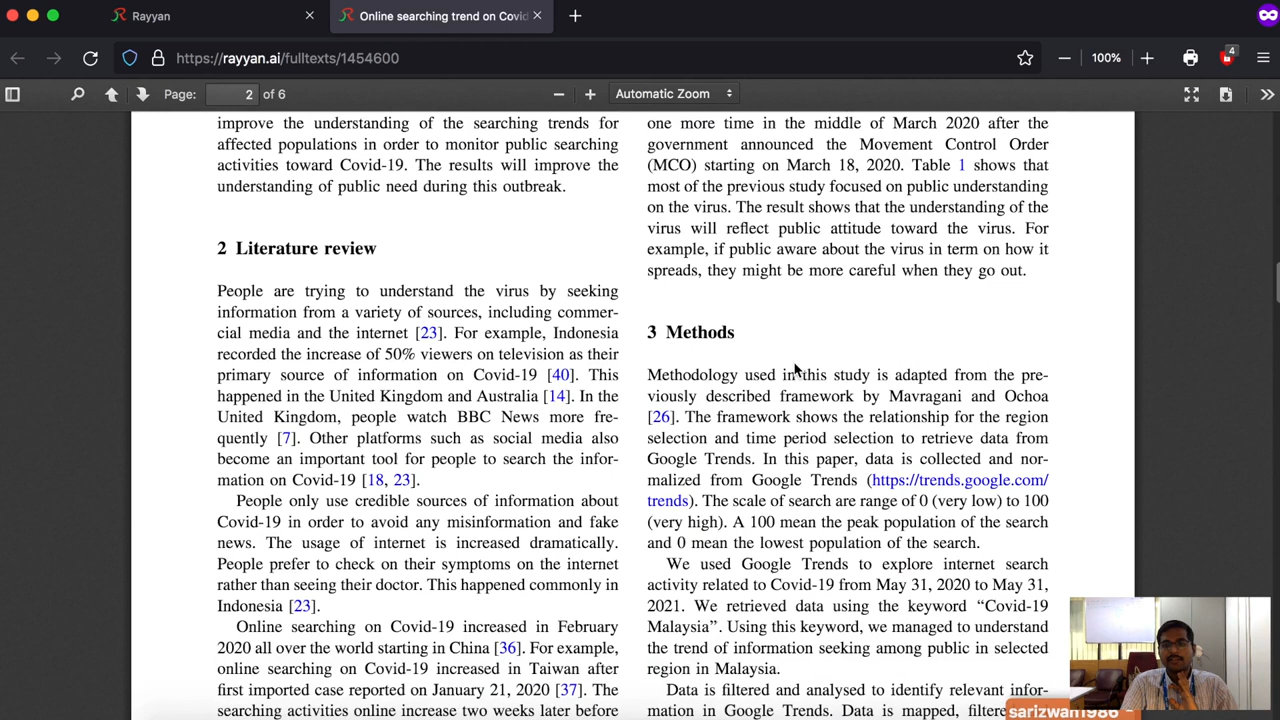 Rayyan
Online searching trend on Covid
https://rayyan.ai/fulltexts/1454600
100%
4
Page: 2 of 6
Automatic Zoom
improve the understanding of the searching trends for
affected populations in order to monitor public searching
activities toward Covid-19. The results will improve the
understanding of public need during this outbreak.
2 Literature review
People are trying to understand the virus by seeking
information from a variety of sources, including commer-
cial media and the internet [23]. For example, Indonesia
recorded the increase of 50% viewers on television as their
primary source of information on Covid-19 [40]. This
happened in the United Kingdom and Australia [14]. In the
United Kingdom, people watch BBC News more fre-
quently [7]. Other platforms such as social media also
become an important tool for people to search the infor-
mation on Covid-19 [18, 23].
People only use credible sources of information about
Covid-19 in order to avoid any misinformation and fake
news. The usage of internet is increased dramatically.
People prefer to check on their symptoms on the internet
rather than seeing their doctor. This happened commonly in
Indonesia [23].
Online searching on Covid-19 increased in February
2020 all over the world starting in China [36]. For example,
online searching on Covid-19 increased in Taiwan after
first imported case reported on January 21, 2020 [37]. The
searching activities online increase two weeks later before
one more time in the middle of March 2020 after the
government announced the Movement Control Order
(MCO) starting on March 18, 2020. Table 1 shows that
most of the previous study focused on public understanding
on the virus. The result shows that the understanding of the
virus will reflect public attitude toward the virus. For
example, if public aware about the virus in term on how it
spreads, they might be more careful when they go out.
3 Methods
Methodology used in this study is adapted from the pre-
viously described framework by Mavragani and Ochoa
[26]. The framework shows the relationship for the region
selection and time period selection to retrieve data from
Google Trends. In this paper, data is collected and nor-
malized from Google Trends (https://trends.google.com/
trends). The scale of search are range of 0 (very low) to 100
(very high). A 100 mean the peak population of the search
and 0 mean the lowest population of the search.
We used Google Trends to explore internet search
activity related to Covid-19 from May 31, 2020 to May 31,
2021. We retrieved data using the keyword “Covid-19
Malaysia”. Using this keyword, we managed to understand
the trend of information seeking among public in selected
region in Malaysia.
Data is filtered and analysed to identify relevant infor-
mation in Google Trends. Data is mapped, filtere
sarizwan1986